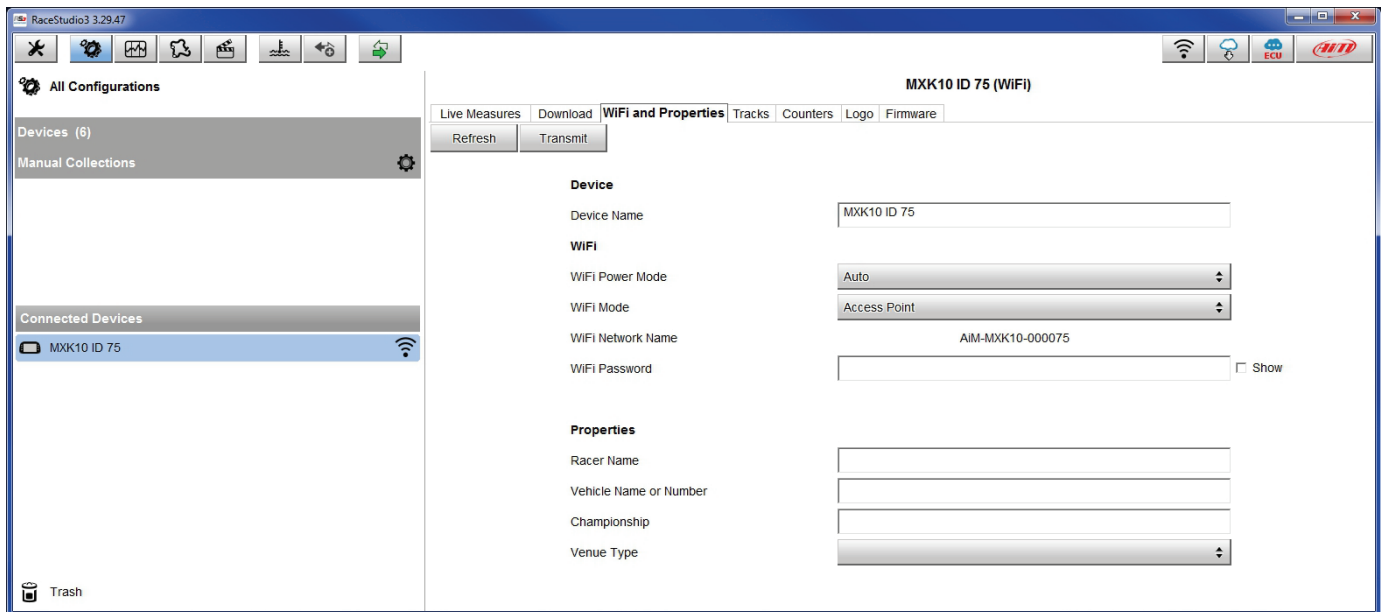 RaceStudio3 3.29.47
ECU
AiM
All Configurations
MXK10 ID 75 (WiFi)
Live Measures Download WiFi and Properties Tracks Counters Logo Firmware
Devices (6)
Refresh Transmit
Manual Collections
Device
Device Name MXK10 ID 75
WiFi
WiFi Power Mode Auto
WiFi Mode Access Point
Connected Devices
WiFi Network Name AiM-MXK10-000075
MXK10 ID 75
WiFi Password Show
Properties
Racer Name
Vehicle Name or Number
Championship
Venue Type
Trash